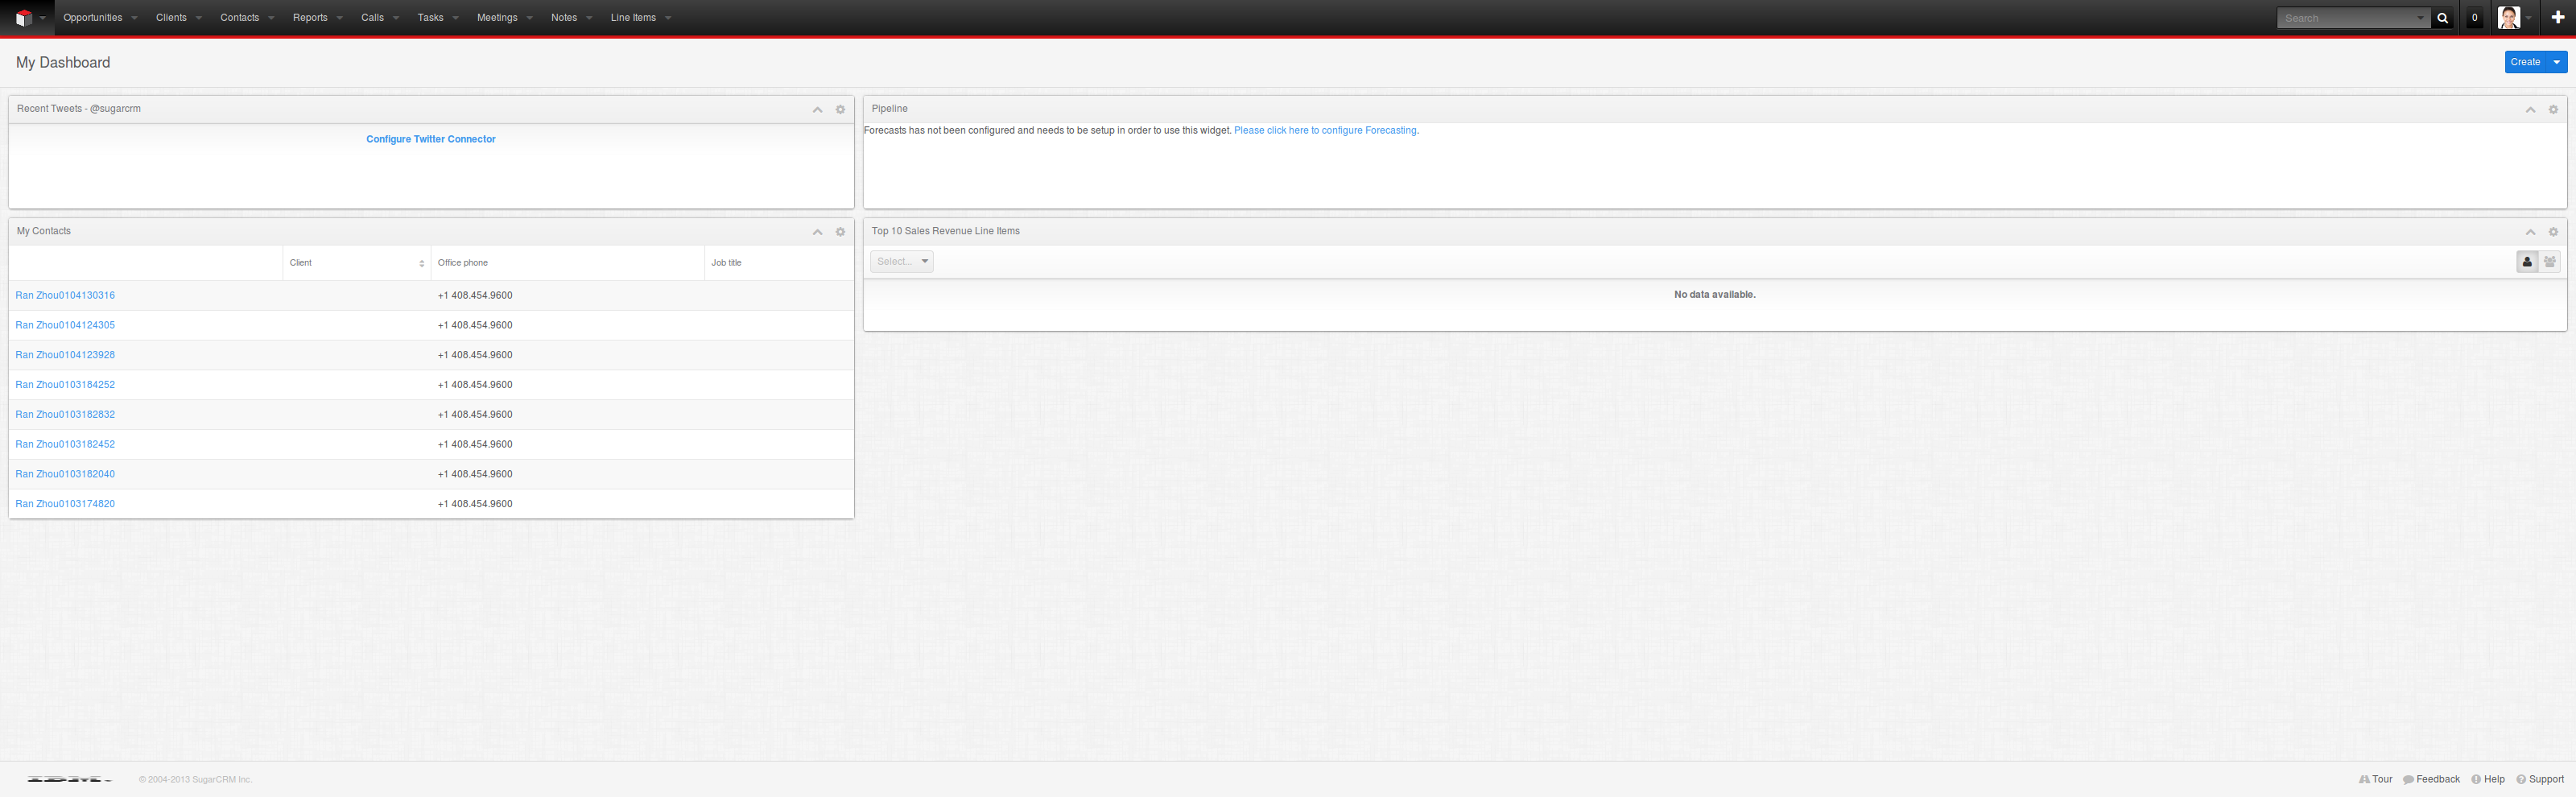 Opportunities Clients Contacts Reports Calls Tasks Meetings Notes Line Items Search 0
My Dashboard
Create
Recent Tweets - @sugarcrm
Configure Twitter Connector
Pipeline
Forecasts has not been configured and needs to be setup in order to use this widget. Please click here to configure Forecasting.
My Contacts
Client Office phone Job title
Ran Zhou0104130316 +1 408.454.9600
Ran Zhou0104124305 +1 408.454.9600
Ran Zhou0104123928 +1 408.454.9600
Ran Zhou0103184252 +1 408.454.9600
Ran Zhou0103182832 +1 408.454.9600
Ran Zhou0103182452 +1 408.454.9600
Ran Zhou0103182040 +1 408.454.9600
Ran Zhou0103174820 +1 408.454.9600
Top 10 Sales Revenue Line Items
Select...
No data available.
IBM © 2004-2013 SugarCRM Inc. Tour Feedback Help Support